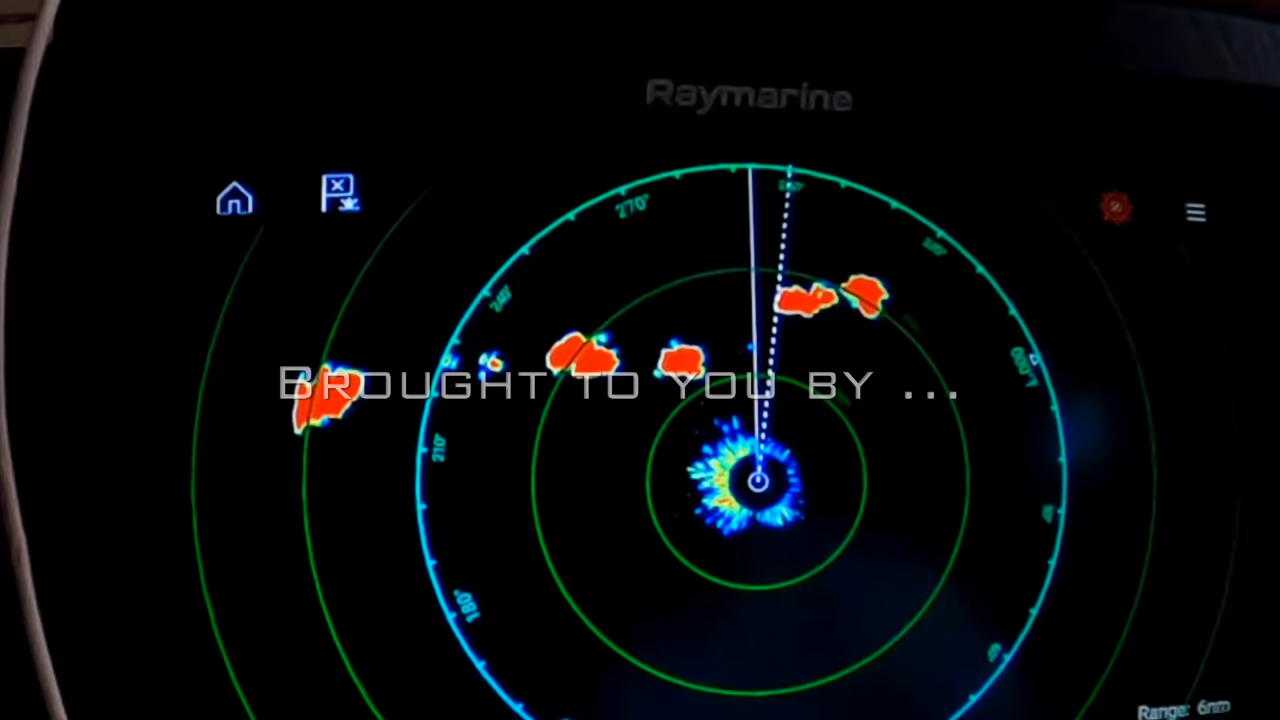 Raymarine
270°
240°
BROUGHT TO YOU BY ...
210°
180°
Range: 6nm